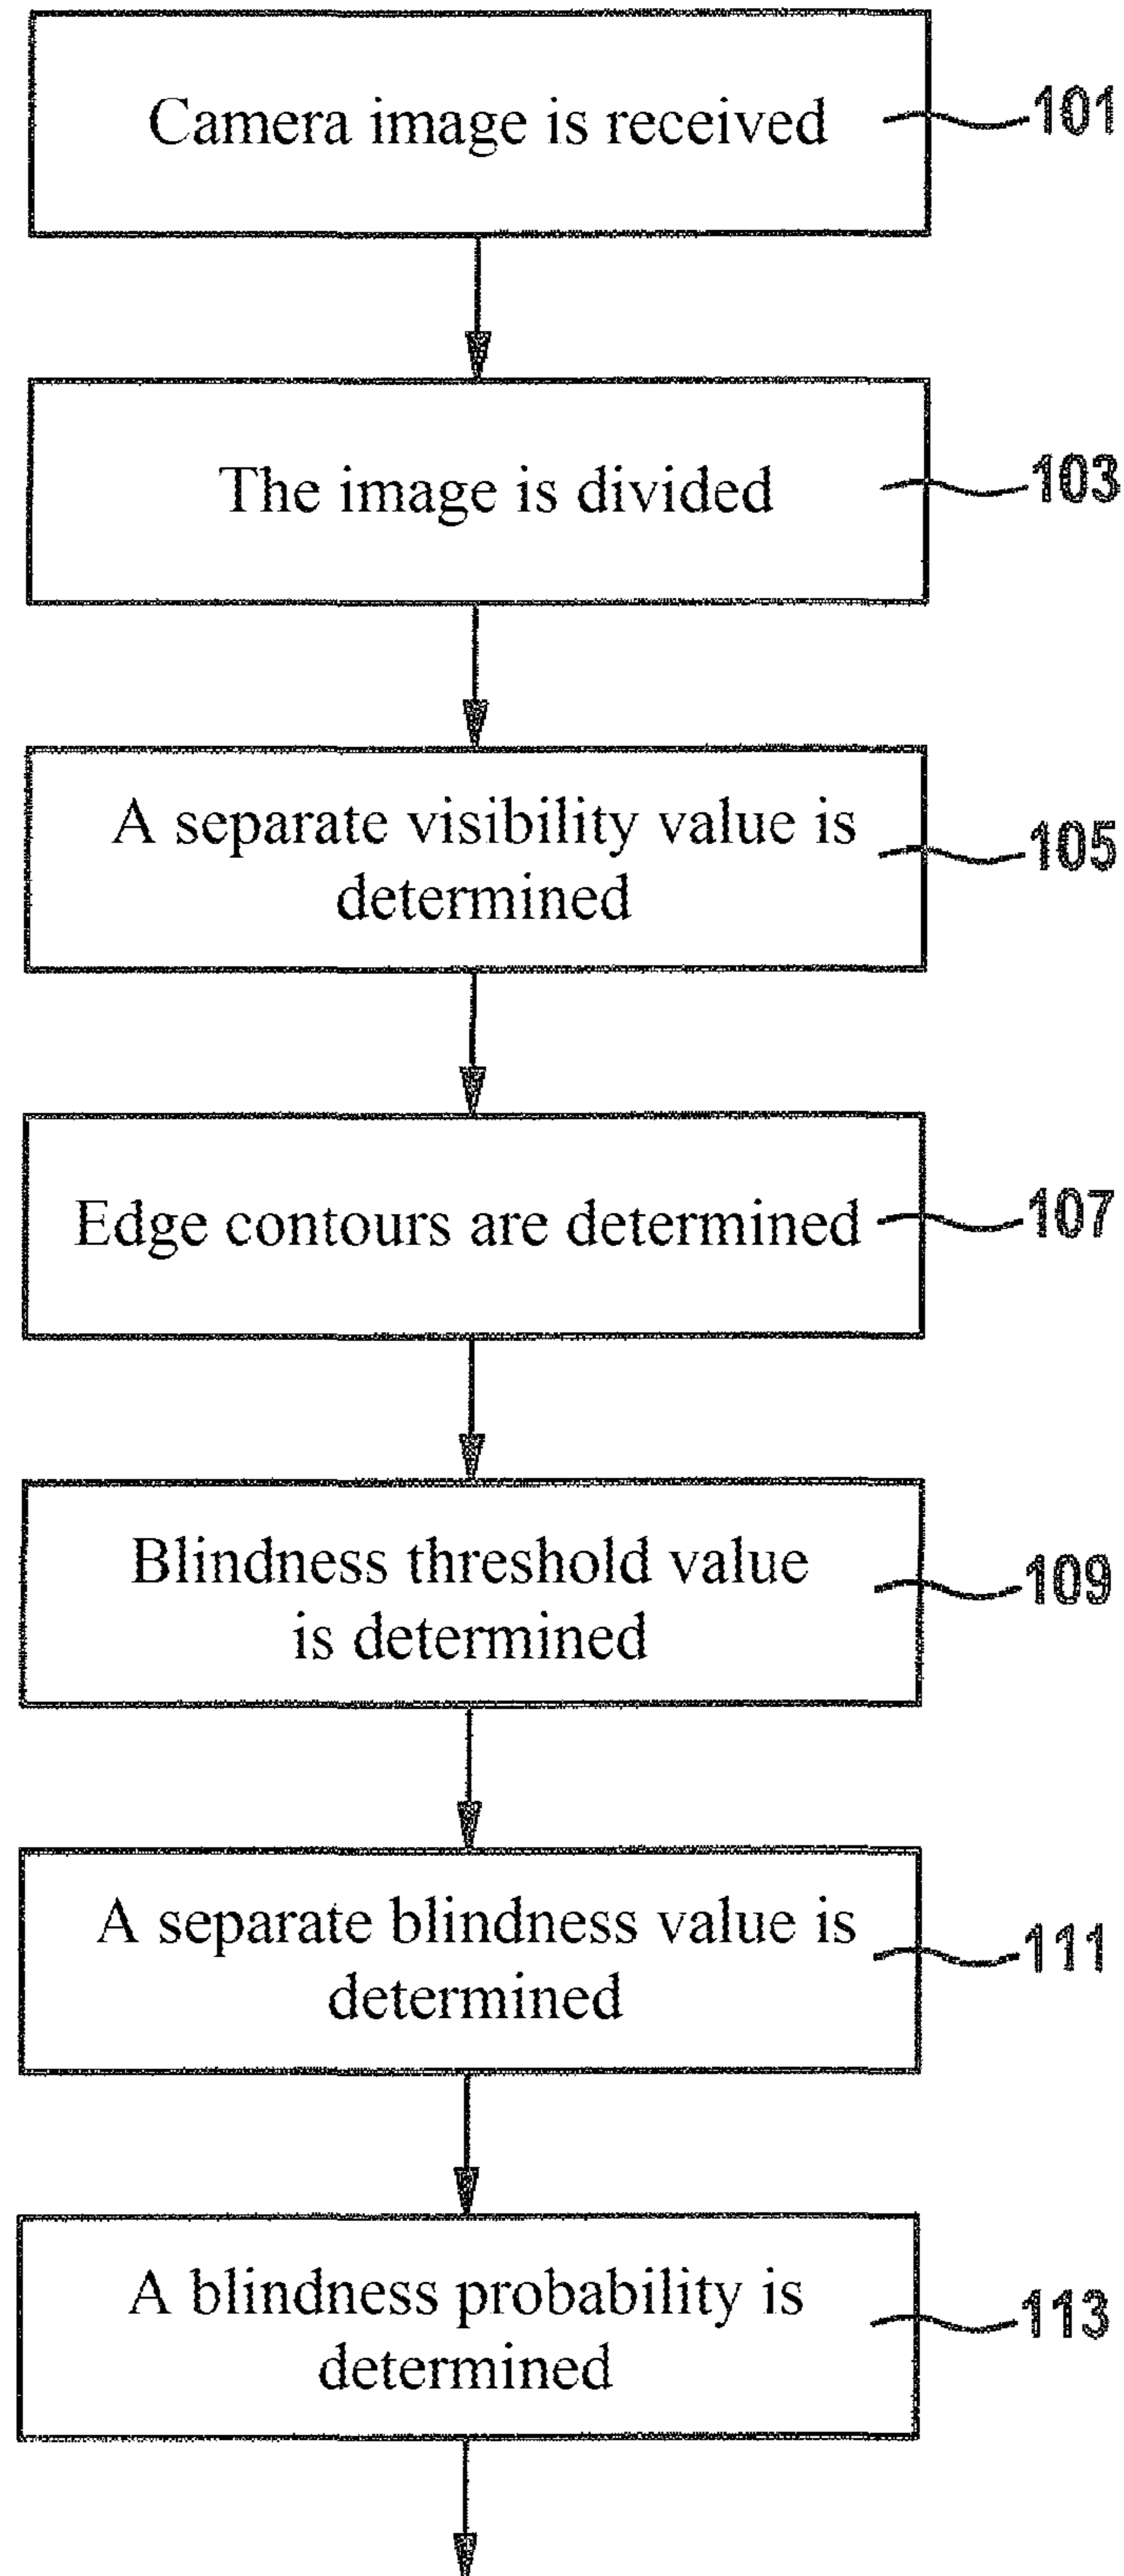 Camera image is received
101
The image is divided
103
A separate visibility value is
determined
105
Edge contours are determined
107
Blindness threshold value
is determined
109
A separate blindness value is
determined
111
A blindness probability is
determined
113